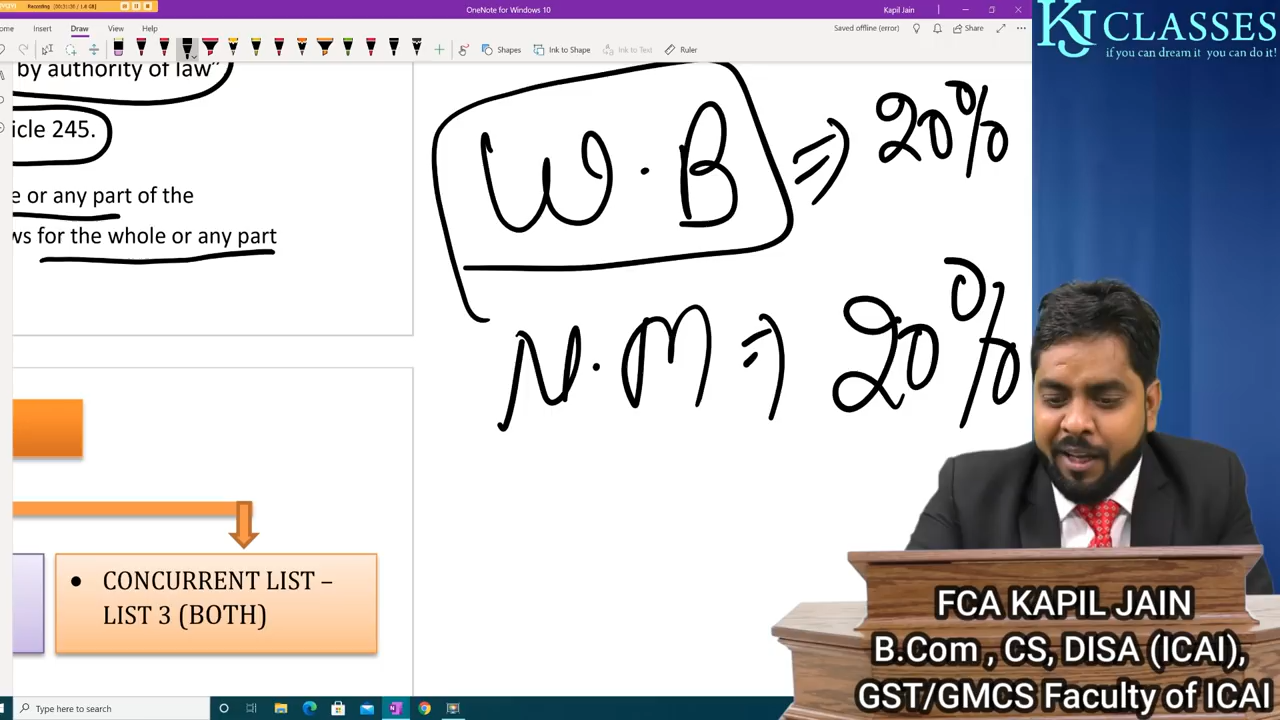 Recording
OneNote for Windows 10
Kapil Jain
Home Insert Draw View Help
Saved offline (error)
Share
Shapes
Ink to Shape
Ink to Text
Ruler
KJ CLASSES
if you can dream it you can do it!
by authority of law”
icle 245.
e or any part of the
ws for the whole or any part
W.B => 20%
N.M => 20%
• CONCURRENT LIST –
LIST 3 (BOTH)
FCA KAPIL JAIN
B.Com , CS, DISA (ICAI),
GST/GMCS Faculty of ICAI
Type here to search